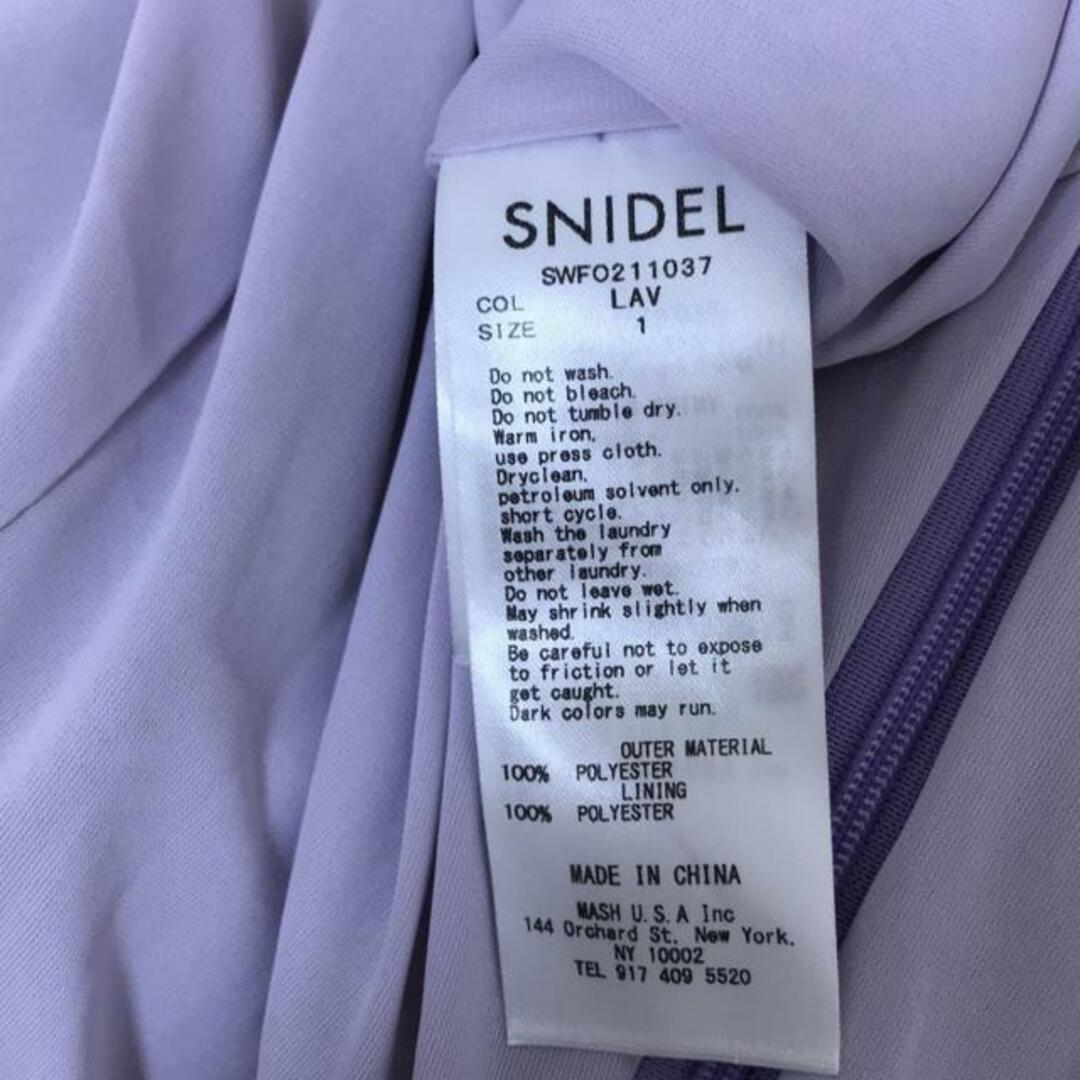 SNIDEL
SWFO211037
COL LAV
SIZE 1
Do not wash.
Do not bleach.
Do not tumble dry.
Warm iron.
use press cloth.
Dryclean.
petroleum solvent only.
short cycle.
Wash the laundry
separately from
other laundry.
Do not leave wet.
May shrink slightly when
washed.
Be careful not to expose
to friction or let it
get caught.
Dark colors may run.
OUTER MATERIAL
100% POLYESTER
LINING
100% POLYESTER
MADE IN CHINA
MASH U.S.A Inc
144 Orchard St. New York.
NY 10002
TEL 917 409 5520